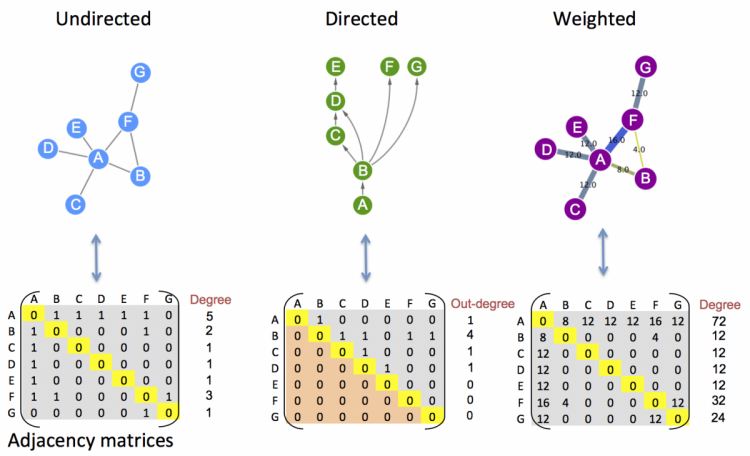 Undirected
G
F
E
D
A
B
C
A B C D E F G Degree
A 0 1 1 1 1 1 0 5
B 1 0 0 0 0 1 0 2
C 1 0 0 0 0 0 0 1
D 1 0 0 0 0 0 0 1
E 1 0 0 0 0 0 0 1
F 1 1 0 0 0 0 1 3
G 0 0 0 0 0 1 0 1
Adjacency matrices
Directed
E F G
D
C
B
A
A B C D E F G Out-degree
A 0 1 0 0 0 0 0 1
B 0 0 1 1 0 1 1 4
C 0 0 0 1 0 0 0 1
D 0 0 0 0 1 0 0 1
E 0 0 0 0 0 0 0 0
F 0 0 0 0 0 0 0 0
G 0 0 0 0 0 0 0 0
Weighted
G
12.0
F
E
12.0 16.0 4.0
D
12.0
A
8.0
B
12.0
C
A B C D E F G Degree
A 0 8 12 12 12 16 12 72
B 8 0 0 0 0 4 0 12
C 12 0 0 0 0 0 0 12
D 12 0 0 0 0 0 0 12
E 12 0 0 0 0 0 0 12
F 16 4 0 0 0 0 12 32
G 12 0 0 0 0 12 0 24